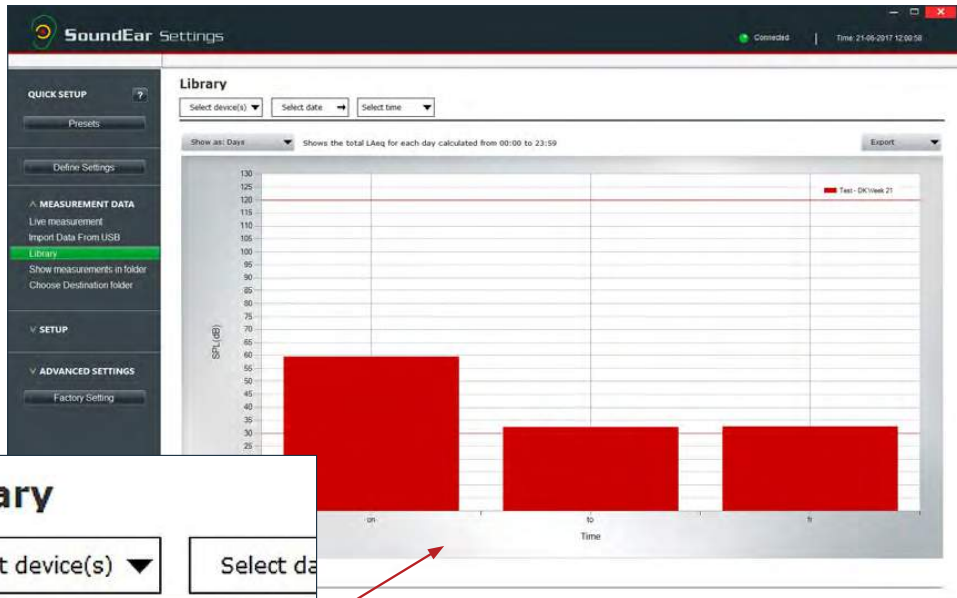 SoundEar Settings
Connected | Time: 21-06-2017 12:00:58
QUICK SETUP ?
Presets
Define Settings
MEASUREMENT DATA
Live measurement
Import Data From USB
Library
Show measurements in folder
Choose Destination folder
SETUP
ADVANCED SETTINGS
Factory Setting
Library
Select device(s)
Select date
Select time
Show as: Days
Shows the total LAeq for each day calculated from 00:00 to 23:59
Export
Test - DK Week 21
SPL(dB)
130
125
120
115
110
105
100
95
90
85
80
75
70
65
60
55
50
45
40
35
30
25
on
to
fr
Time
ary
t device(s)
Select da